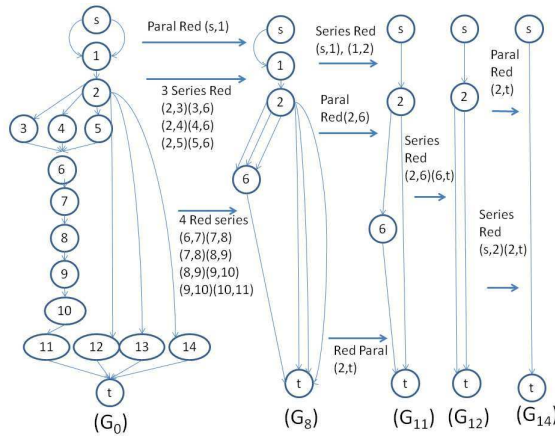 s
Paral Red (s,1)
1
3 Series Red
(2,3)(3,6)
(2,4)(4,6)
(2,5)(5,6)
2
3
4
5
6
7
8
9
10
4 Red series
(6,7)(7,8)
(7,8)(8,9)
(8,9)(9,10)
(9,10)(10,11)
11
12
13
14
t
(G0)
s
1
2
6
t
(G8)
Series Red
(s,1), (1,2)
Paral
Red(2,6)
Red Paral
(2,t)
s
2
6
t
(G11)
Series
Red
(2,6)(6,t)
s
2
t
(G12)
Paral
Red
(2,t)
Series
Red
(s,2)(2,t)
s
t
(G14)